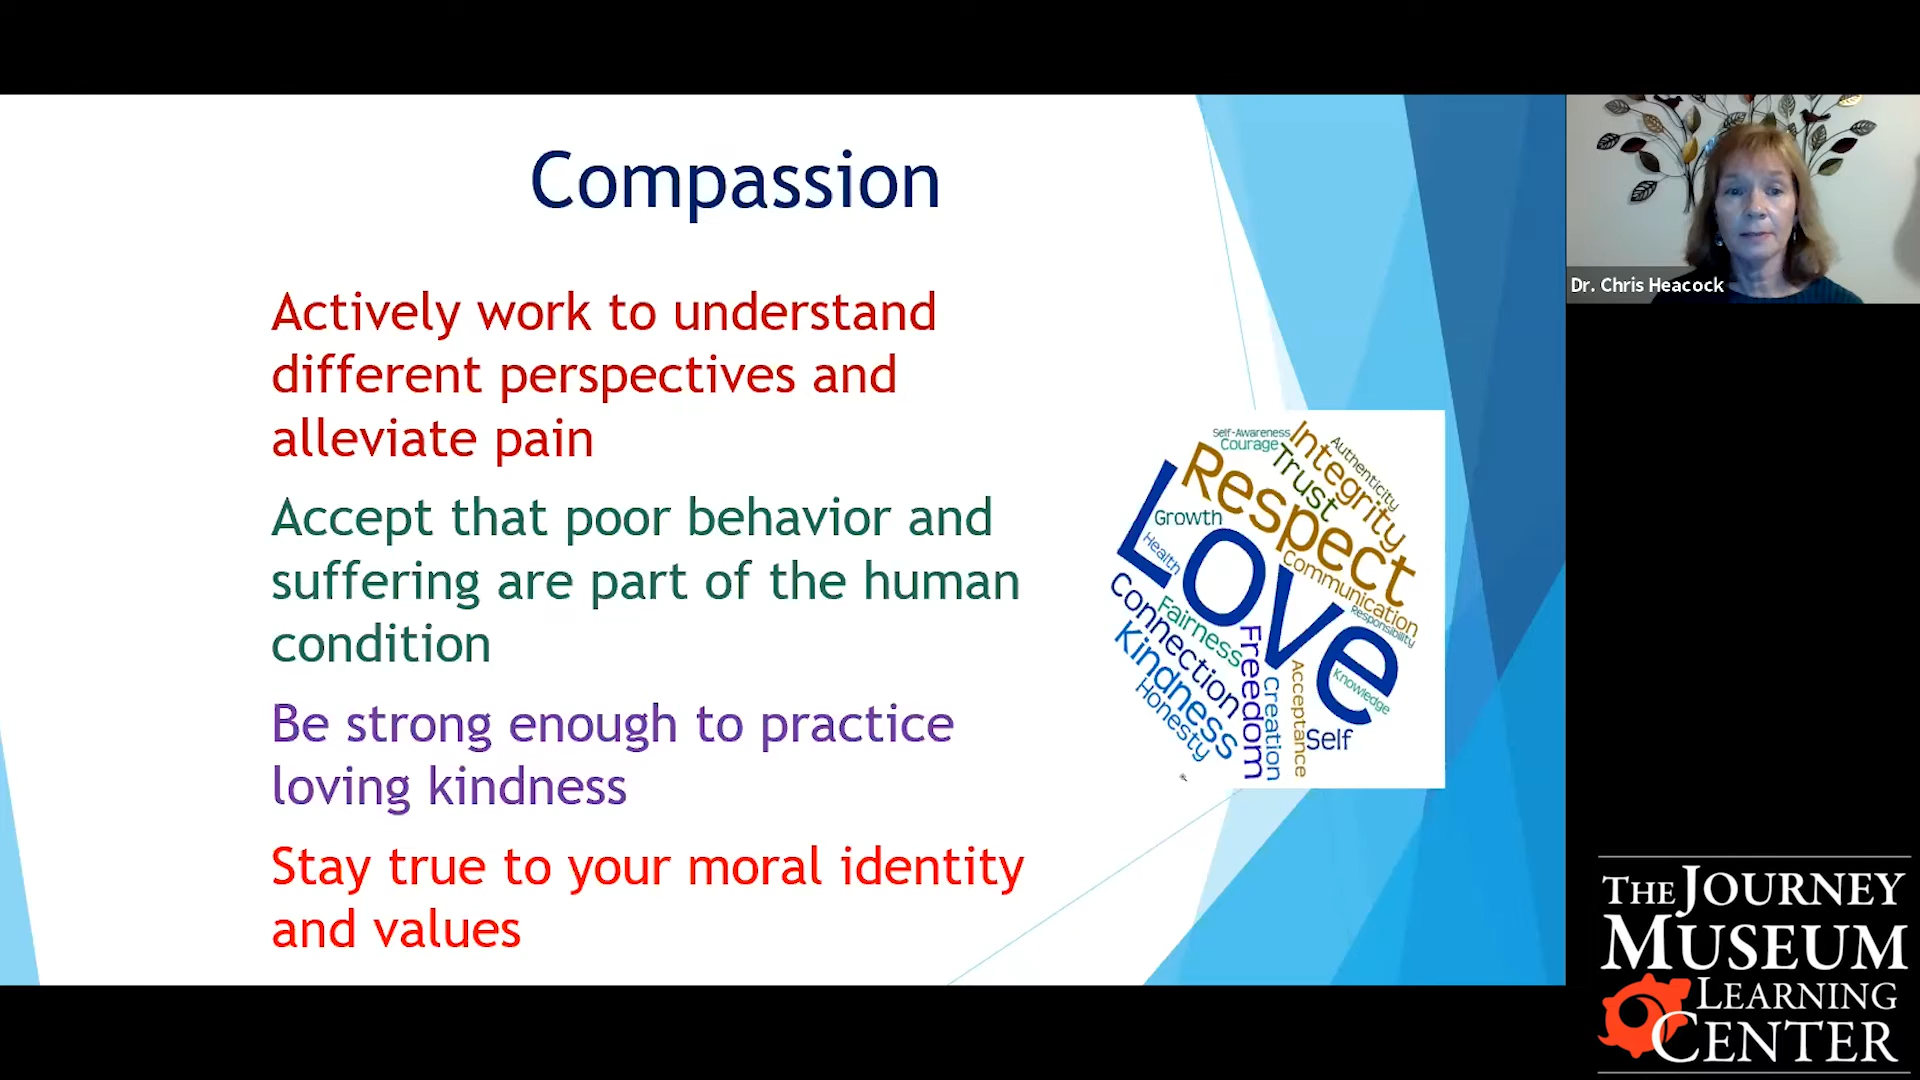 Compassion
Actively work to understand
different perspectives and
alleviate pain
Accept that poor behavior and
suffering are part of the human
condition
Be strong enough to practice
loving kindness
Stay true to your moral identity
and values
Self-Awareness
Courage
Integrity
Authenticity
Trust
Respect
Growth
Health
Love
Communication
Responsibility
Connection
Fairness
Kindness
Honesty
Freedom
Creation
Acceptance
Knowledge
Self
Dr. Chris Heacock
THE JOURNEY
MUSEUM
LEARNING
CENTER